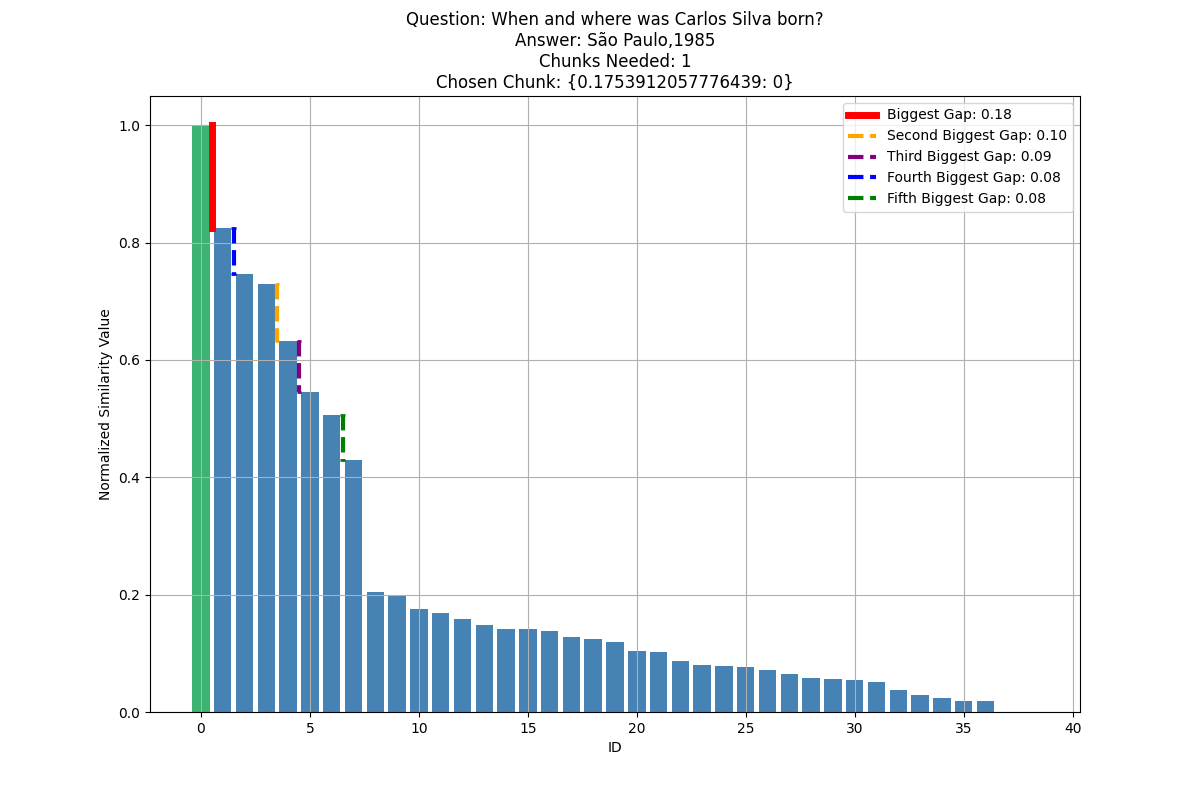 Question: When and where was Carlos Silva born?
Answer: São Paulo,1985
Chunks Needed: 1
Chosen Chunk: {0.1753912057776439: 0}
Biggest Gap: 0.18
Second Biggest Gap: 0.10
Third Biggest Gap: 0.09
Fourth Biggest Gap: 0.08
Fifth Biggest Gap: 0.08
Normalized Similarity Value
1.0
0.8
0.6
0.4
0.2
0.0
0 5 10 15 20 25 30 35 40
ID